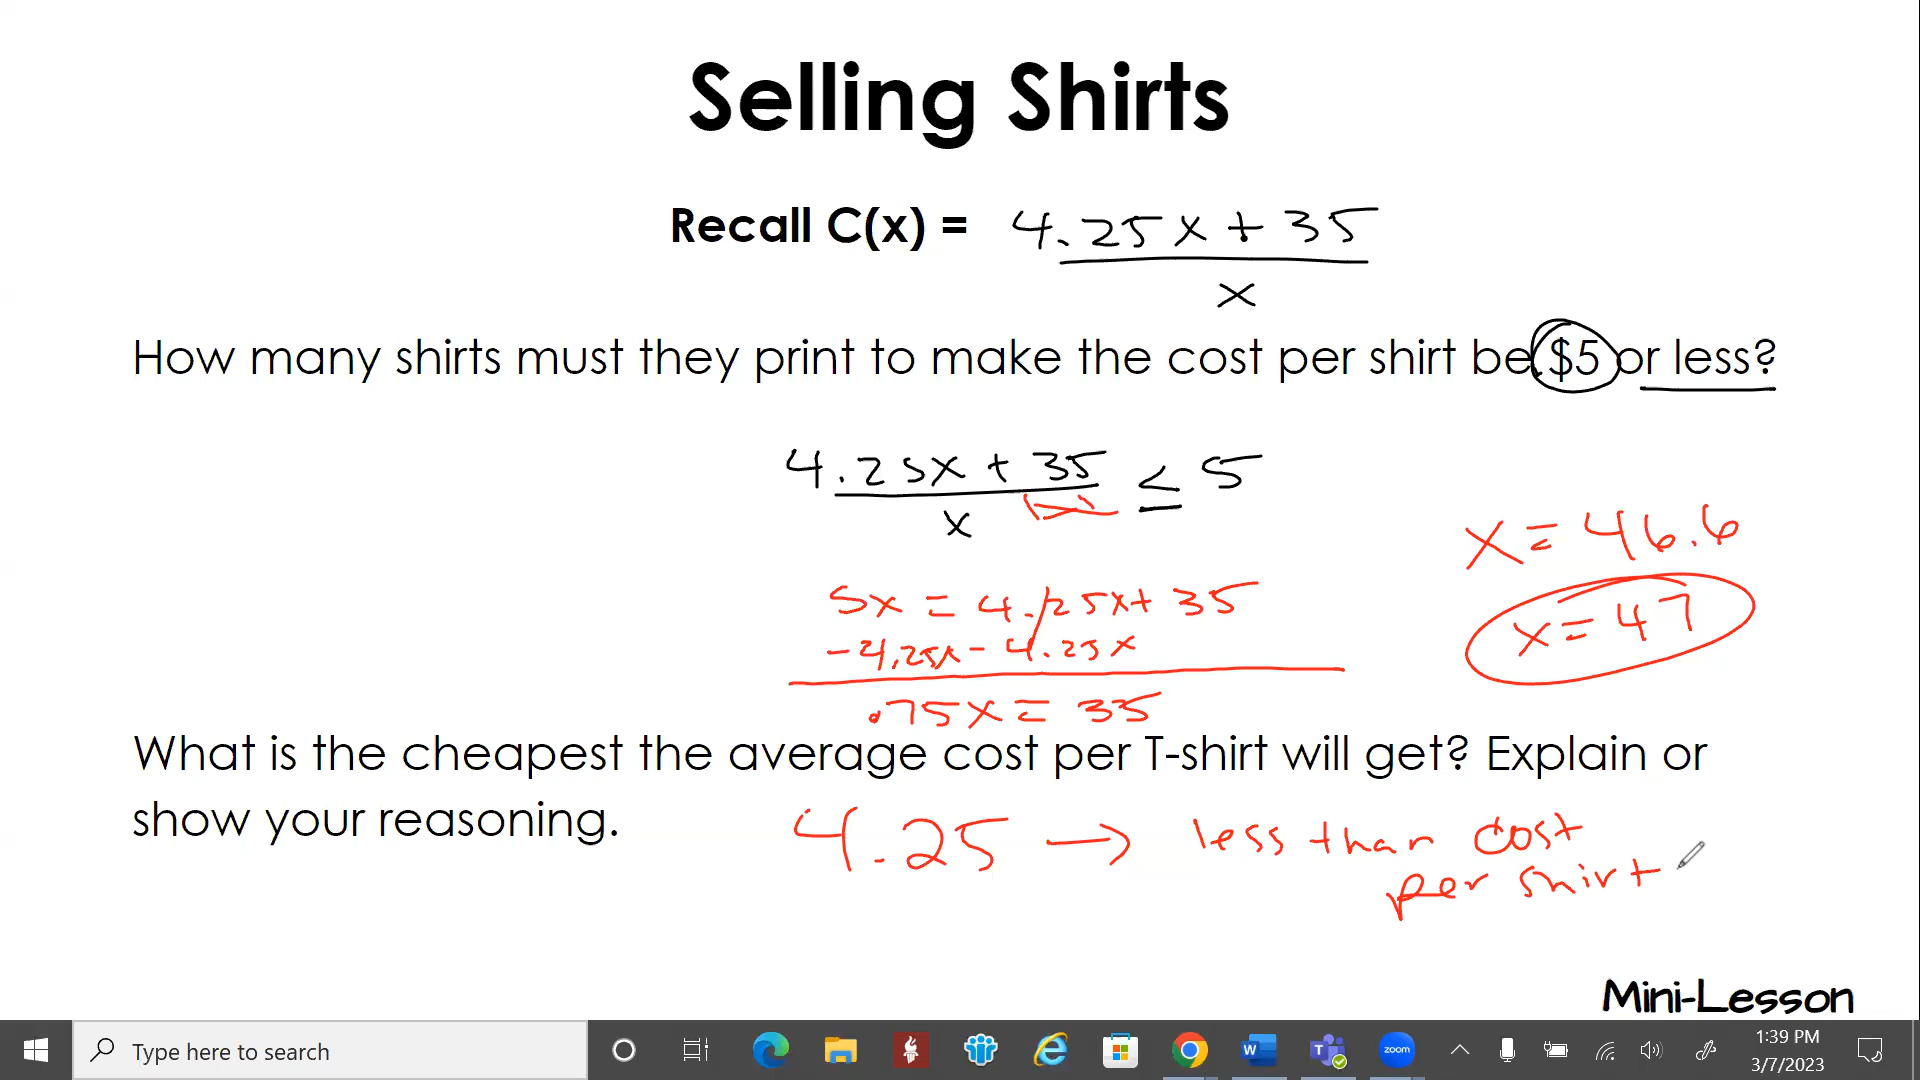 Selling Shirts
Recall C(x) = 4.25x + 35
x
How many shirts must they print to make the cost per shirt be $5 or less?
4.25x + 35 ≤ 5
x
x = 46.6
5x = 4.25x + 35
x = 47
-4.25x - 4.25x
.75x = 35
What is the cheapest the average cost per T-shirt will get? Explain or
show your reasoning.
4.25 → less than cost
per shirt
Mini-Lesson
Type here to search
W
zoom
1:39 PM
3/7/2023